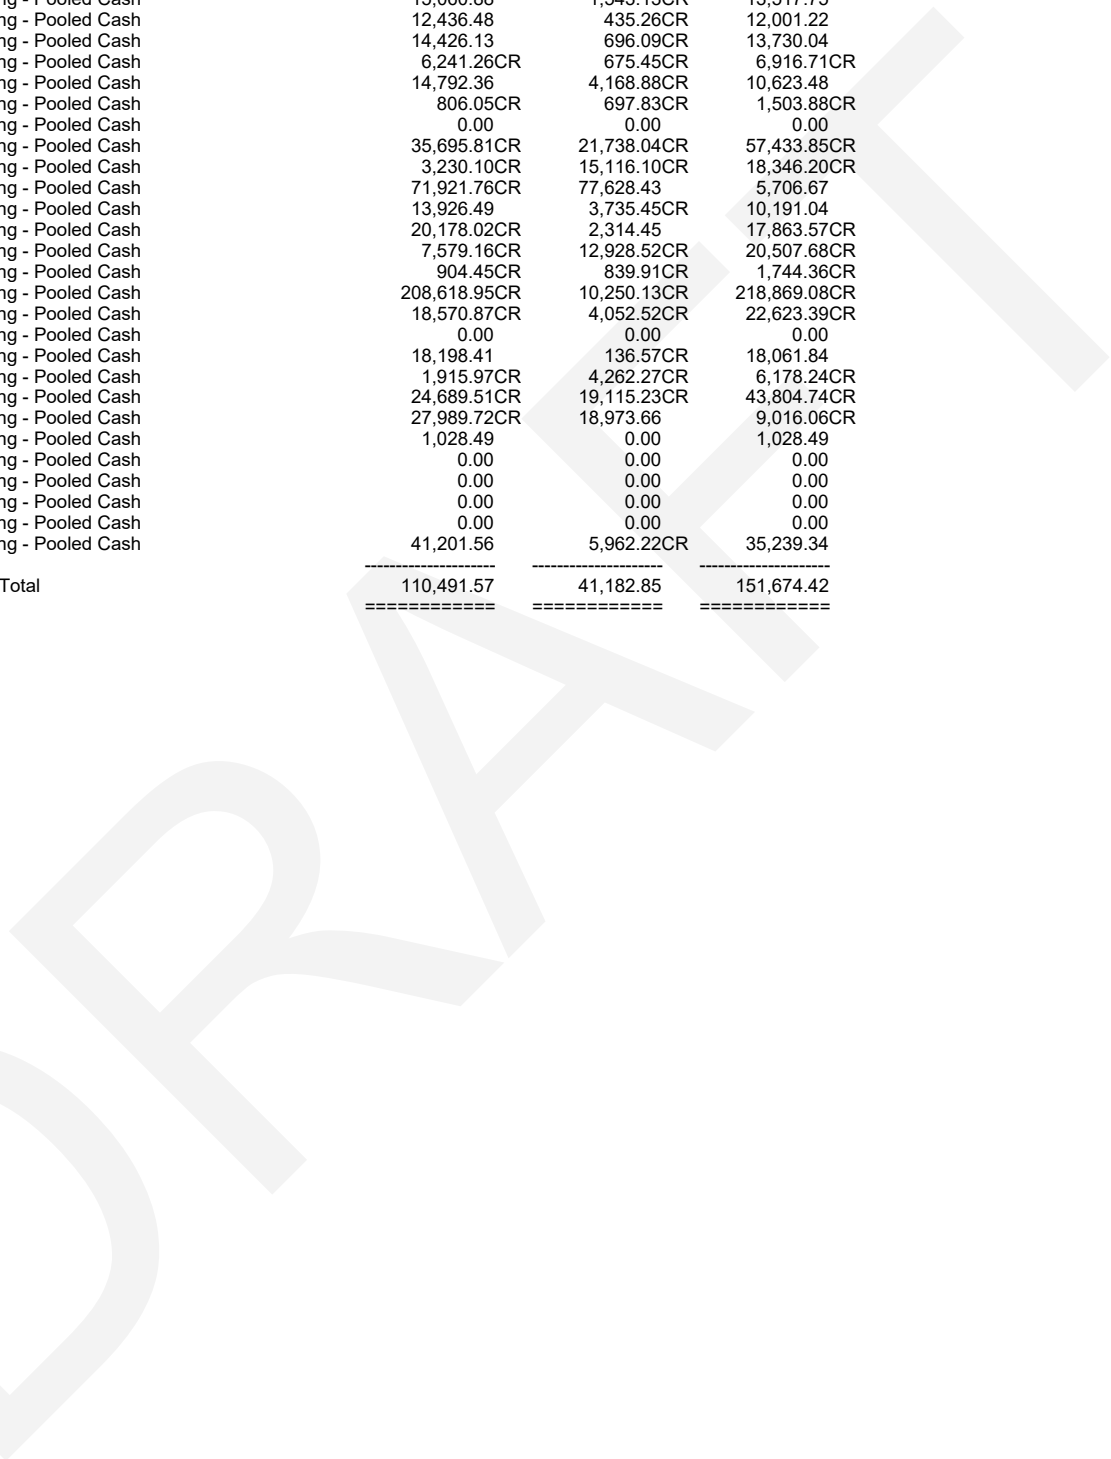 ng - Pooled Cash 12,436.48 435.26CR 12,001.22
ng - Pooled Cash 14,426.13 696.09CR 13,730.04
ng - Pooled Cash 6,241.26CR 675.45CR 6,916.71CR
ng - Pooled Cash 14,792.36 4,168.88CR 10,623.48
ng - Pooled Cash 806.05CR 697.83CR 1,503.88CR
ng - Pooled Cash 0.00 0.00 0.00
ng - Pooled Cash 35,695.81CR 21,738.04CR 57,433.85CR
ng - Pooled Cash 3,230.10CR 15,116.10CR 18,346.20CR
ng - Pooled Cash 71,921.76CR 77,628.43 5,706.67
ng - Pooled Cash 13,926.49 3,735.45CR 10,191.04
ng - Pooled Cash 20,178.02CR 2,314.45 17,863.57CR
ng - Pooled Cash 7,579.16CR 12,928.52CR 20,507.68CR
ng - Pooled Cash 904.45CR 839.91CR 1,744.36CR
ng - Pooled Cash 208,618.95CR 10,250.13CR 218,869.08CR
ng - Pooled Cash 18,570.87CR 4,052.52CR 22,623.39CR
ng - Pooled Cash 0.00 0.00 0.00
ng - Pooled Cash 18,198.41 136.57CR 18,061.84
ng - Pooled Cash 1,915.97CR 4,262.27CR 6,178.24CR
ng - Pooled Cash 24,689.51CR 19,115.23CR 43,804.74CR
ng - Pooled Cash 27,989.72CR 18,973.66 9,016.06CR
ng - Pooled Cash 1,028.49 0.00 1,028.49
ng - Pooled Cash 0.00 0.00 0.00
ng - Pooled Cash 0.00 0.00 0.00
ng - Pooled Cash 0.00 0.00 0.00
ng - Pooled Cash 0.00 0.00 0.00
ng - Pooled Cash 41,201.56 5,962.22CR 35,239.34
--------------------- --------------------- ---------------------
Total 110,491.57 41,182.85 151,674.42
============ ============ ============
DRAFT